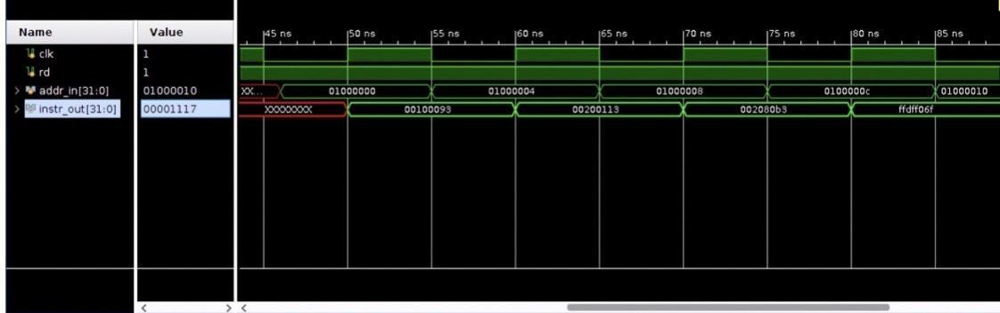 Name Value
45 ns 50 ns 55 ns 60 ns 65 ns 70 ns 75 ns 80 ns 85 ns
clk 1
rd 1
addr_in[31:0] 01000010 XX... 01000000 01000004 01000008 0100000c 01000010
instr_out[31:0] 00001117 XXXXXXXX 00100093 00200113 002080b3 ffdff06f